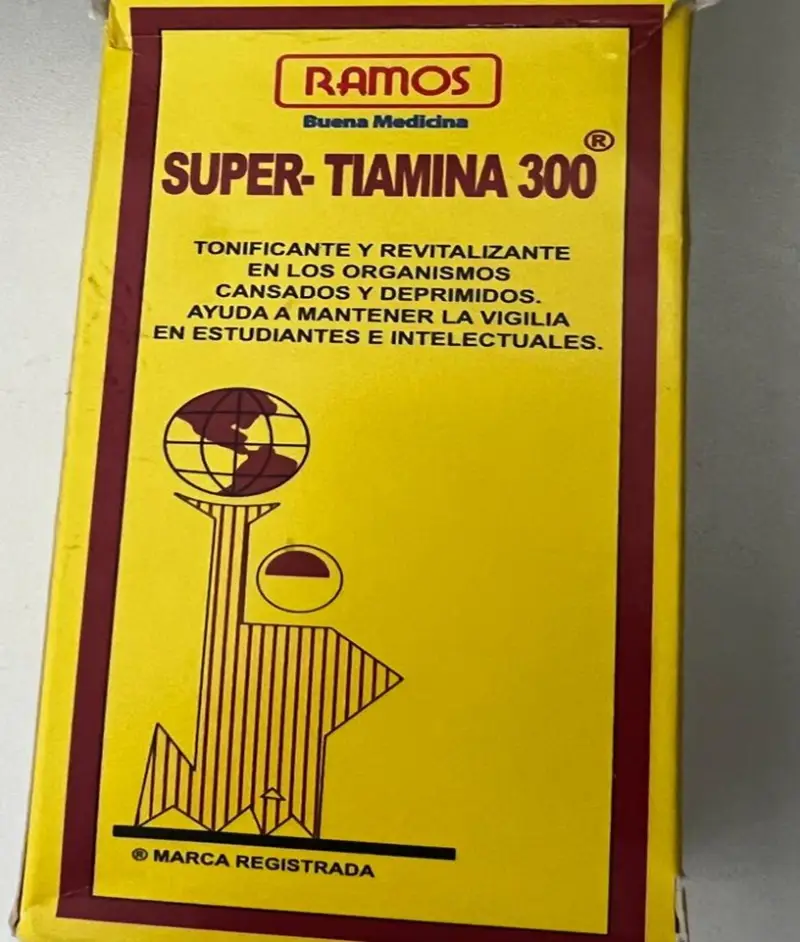 RAMOS
Buena Medicina
SUPER- TIAMINA 300®
TONIFICANTE Y REVITALIZANTE
EN LOS ORGANISMOS
CANSADOS Y DEPRIMIDOS.
AYUDA A MANTENER LA VIGILIA
EN ESTUDIANTES E INTELECTUALES.
® MARCA REGISTRADA